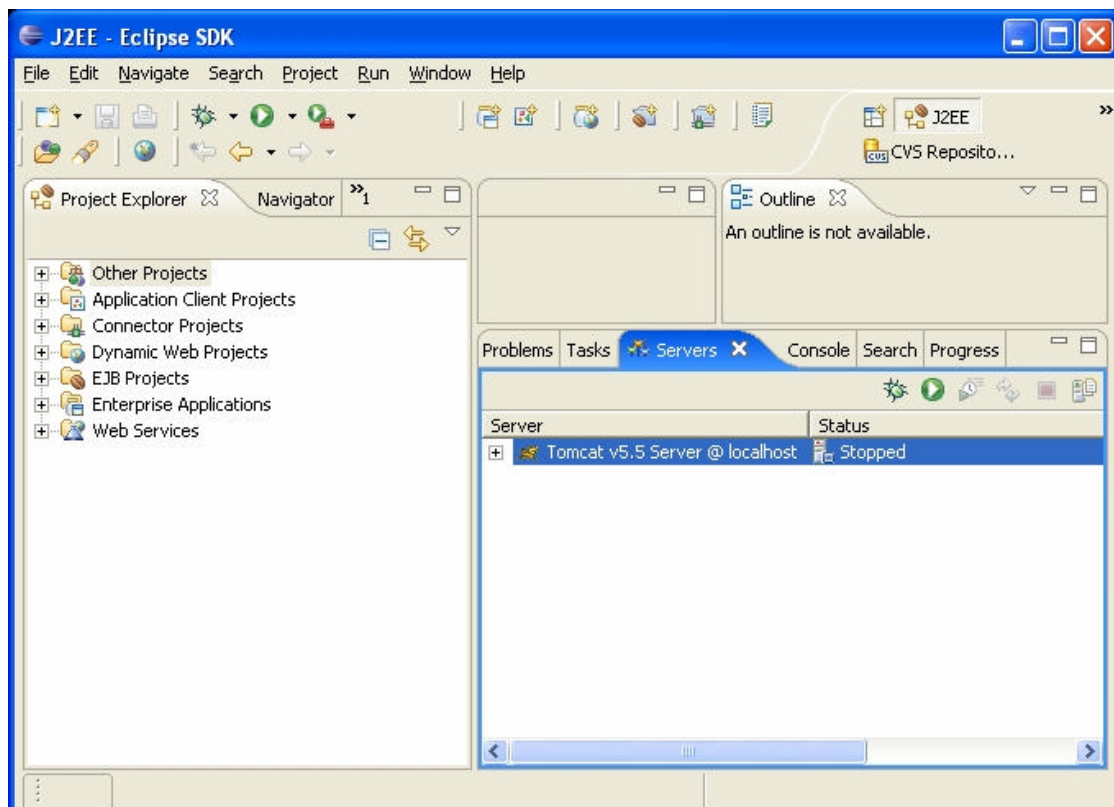 J2EE - Eclipse SDK
File Edit Navigate Search Project Run Window Help
J2EE
CVS Reposito...
Project Explorer Navigator »1
Outline
An outline is not available.
Other Projects
Application Client Projects
Connector Projects
Dynamic Web Projects
EJB Projects
Enterprise Applications
Web Services
Problems Tasks Servers Console Search Progress
Server Status
Tomcat v5.5 Server @ localhost Stopped